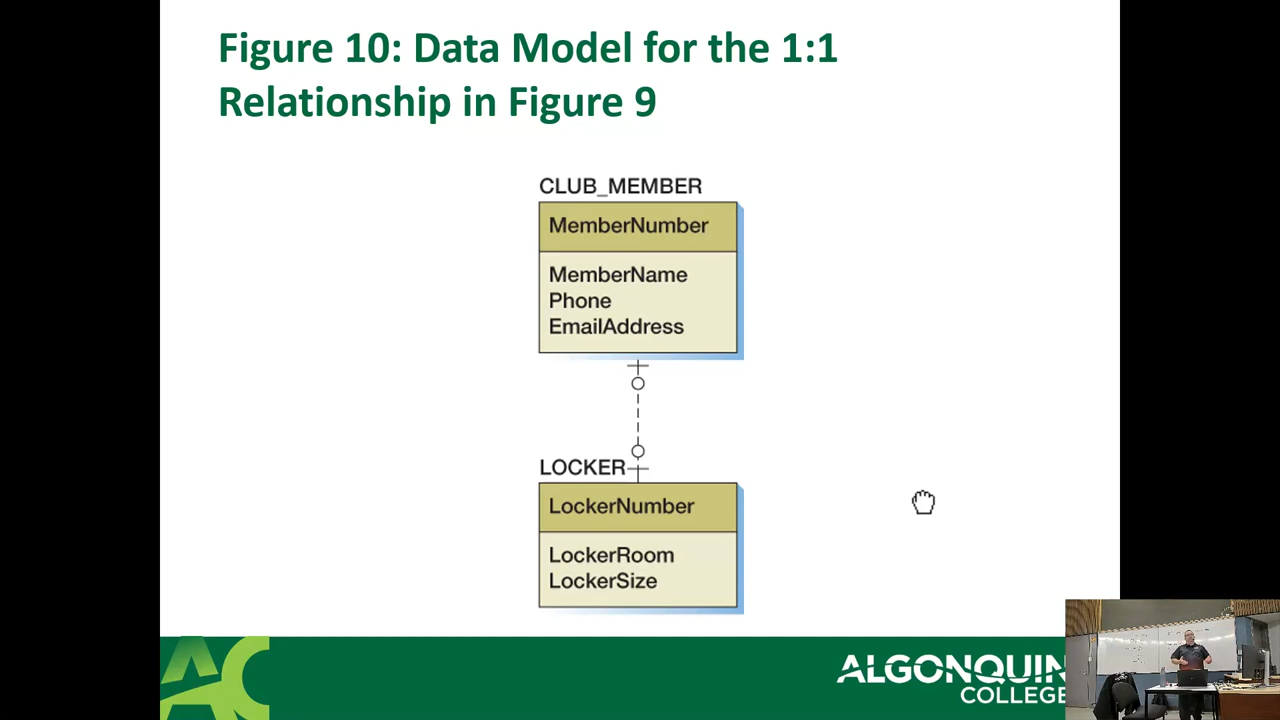 Figure 10: Data Model for the 1:1
Relationship in Figure 9
CLUB_MEMBER
MemberNumber
MemberName
Phone
EmailAddress
LOCKER
LockerNumber
LockerRoom
LockerSize
AC
ALGONQUIN
COLLEGE